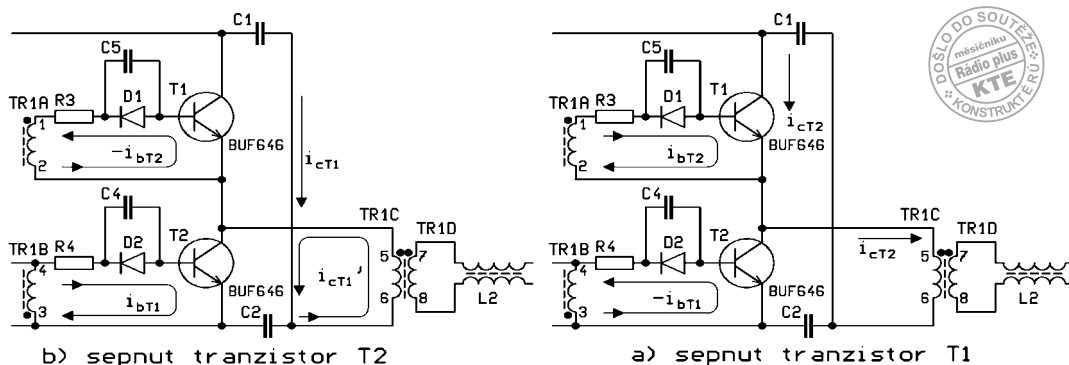 C1
C5
T1
D1
TR1A
R3
1
2
-ibT2
BUF646
icT1
C4
T2
D2
TR1B
R4
4
3
ibT1
BUF646
C2
icT1'
TR1C
TR1D
5
7
6
8
L2
b) sepnut tranzistor T2
C1
C5
T1
D1
TR1A
R3
1
2
ibT2
BUF646
icT2
C4
T2
D2
TR1B
R4
4
3
-ibT1
BUF646
C2
icT2
TR1C
TR1D
5
7
6
8
L2
a) sepnut tranzistor T1
DOŠLO DO SOUTĚŽE
měsíčníku
Rádio plus
KTE
KONSTRUKTÉRŮ